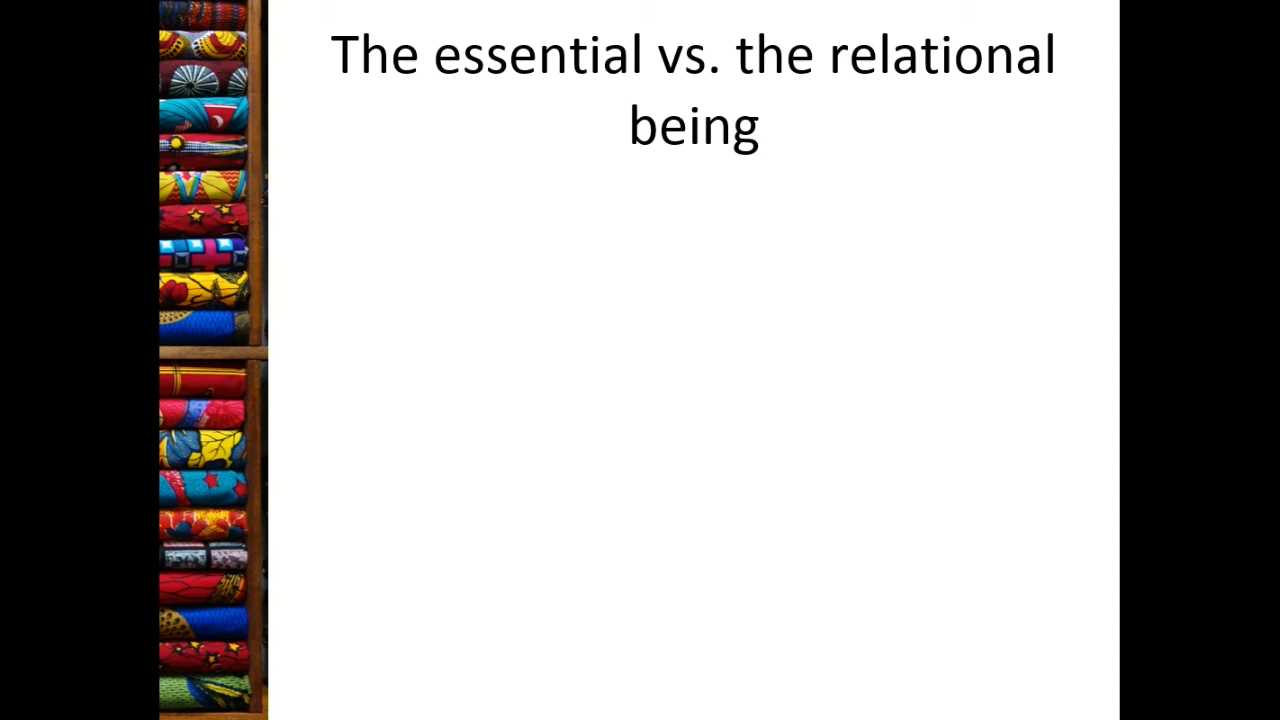 The essential vs. the relational
being